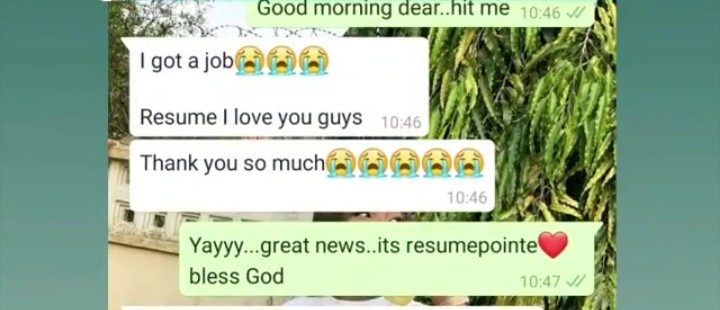 Good morning dear..hit me 10:46
I got a job😭😭😭
Resume I love you guys 10:46
Thank you so much😭😭😭😭😭
10:46
Yayyy...great news..its resumepointe❤️
bless God 10:47